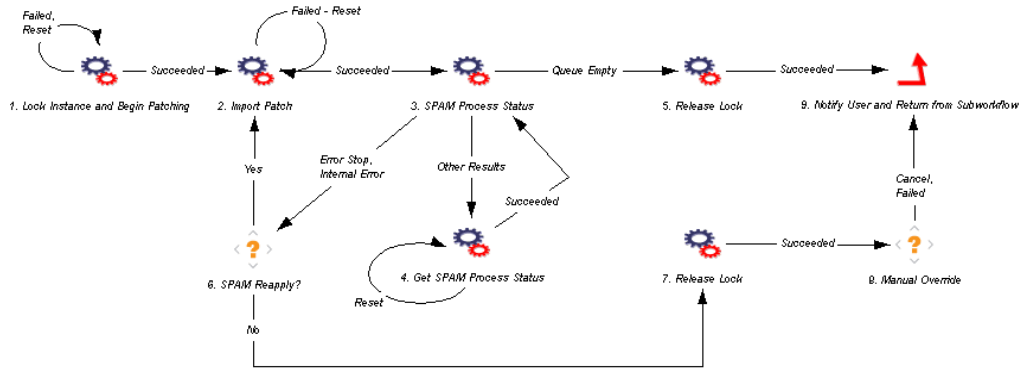 Failed,
Reset
Failed - Reset
Succeeded
Succeeded
Queue Empty
Succeeded
1. Lock Instance and Begin Patching
2. Import Patch
3. SPAM Process Status
5. Release Lock
9. Notify User and Return from Subworkflow
Yes
Error Stop,
Internal Error
Other Results
Succeeded
Cancel,
Failed
?
Succeeded
?
6. SPAM Reapply?
4. Get SPAM Process Status
7. Release Lock
8. Manual Override
Reset
No